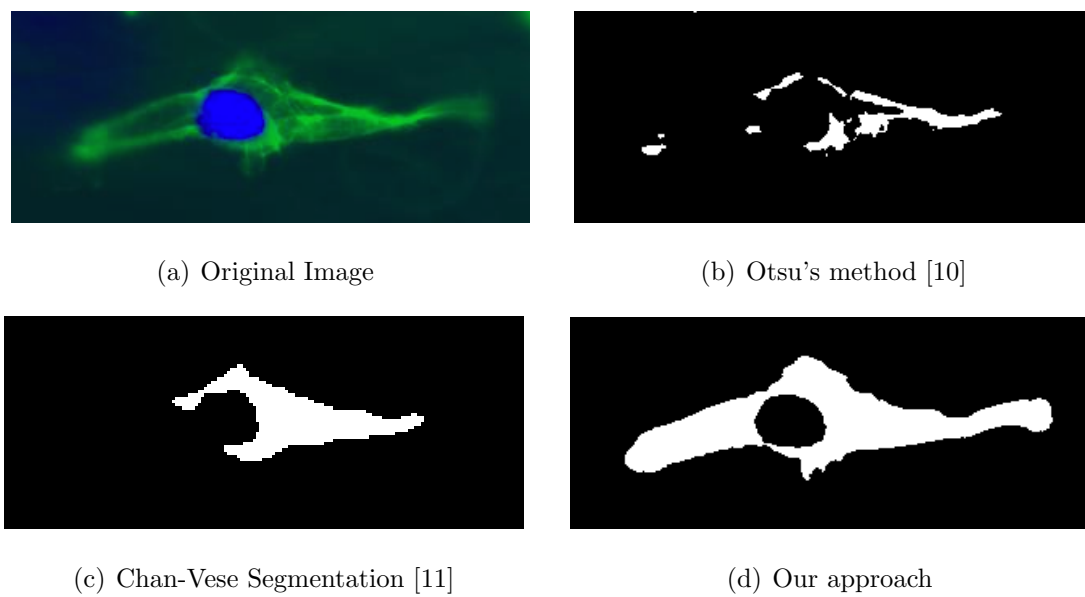 (a) Original Image
(b) Otsu's method [10]
(c) Chan-Vese Segmentation [11]
(d) Our approach